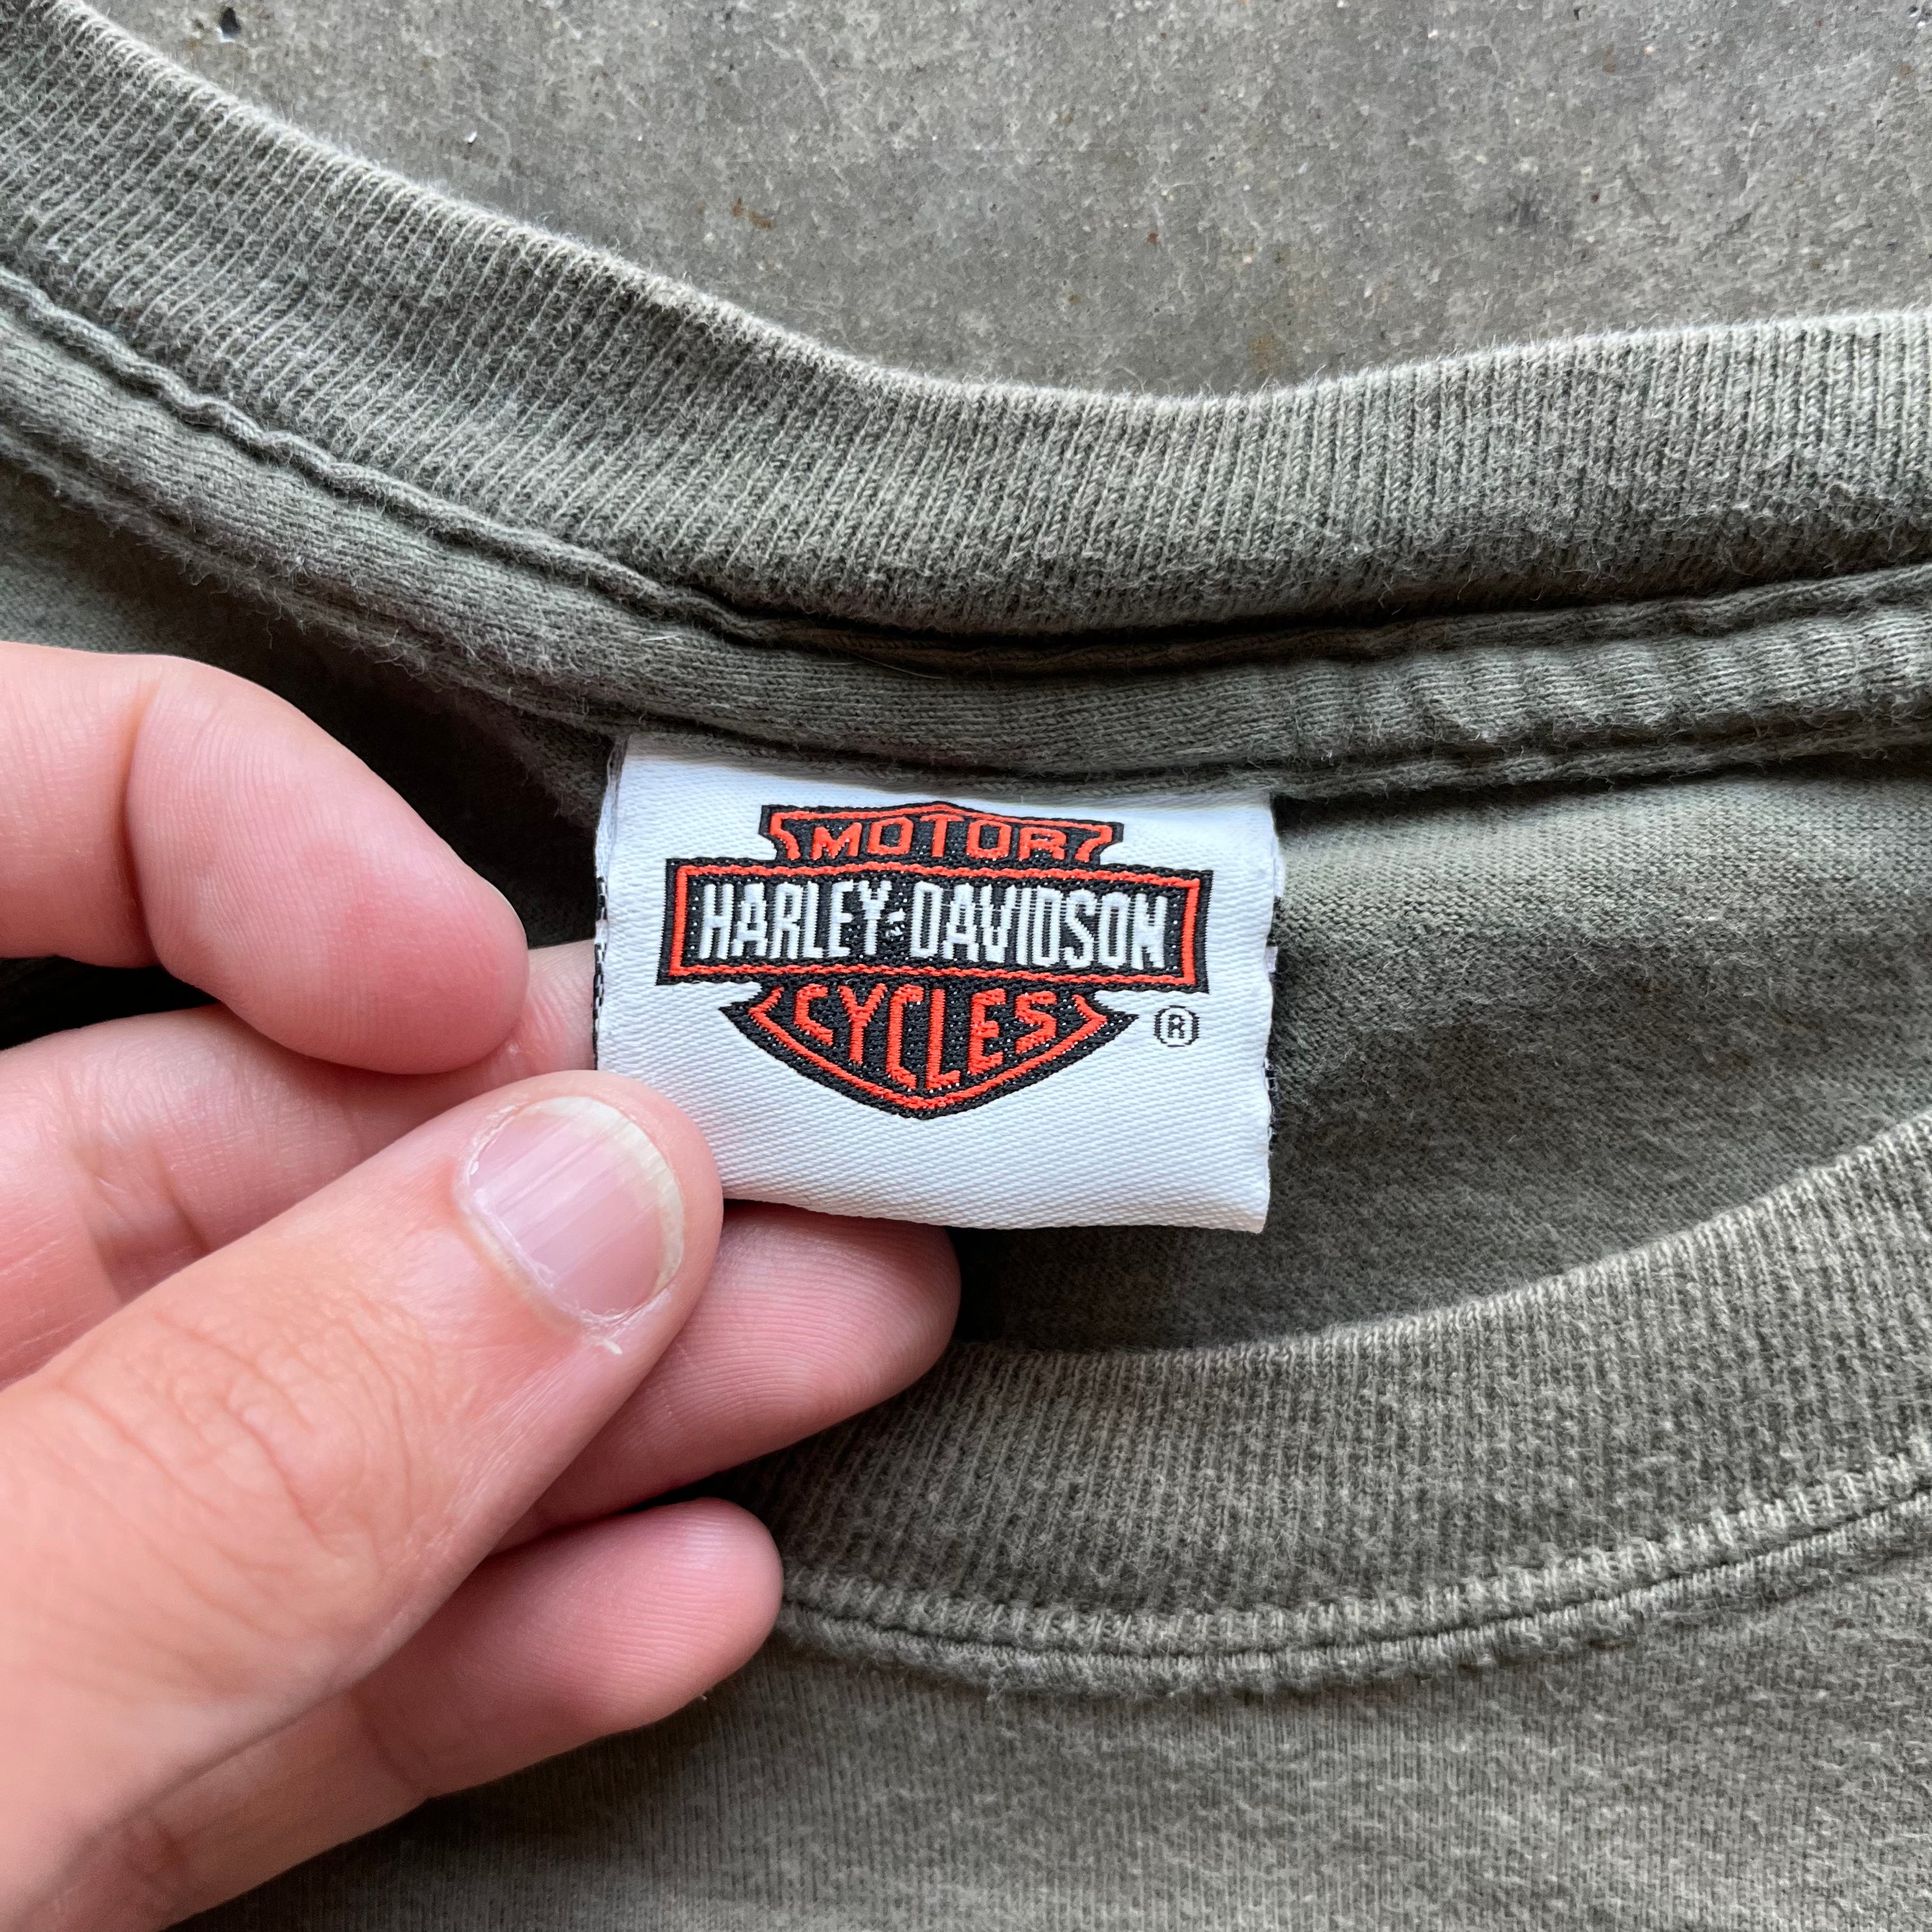 MOTOR
HARLEY-DAVIDSON
CYCLES
®